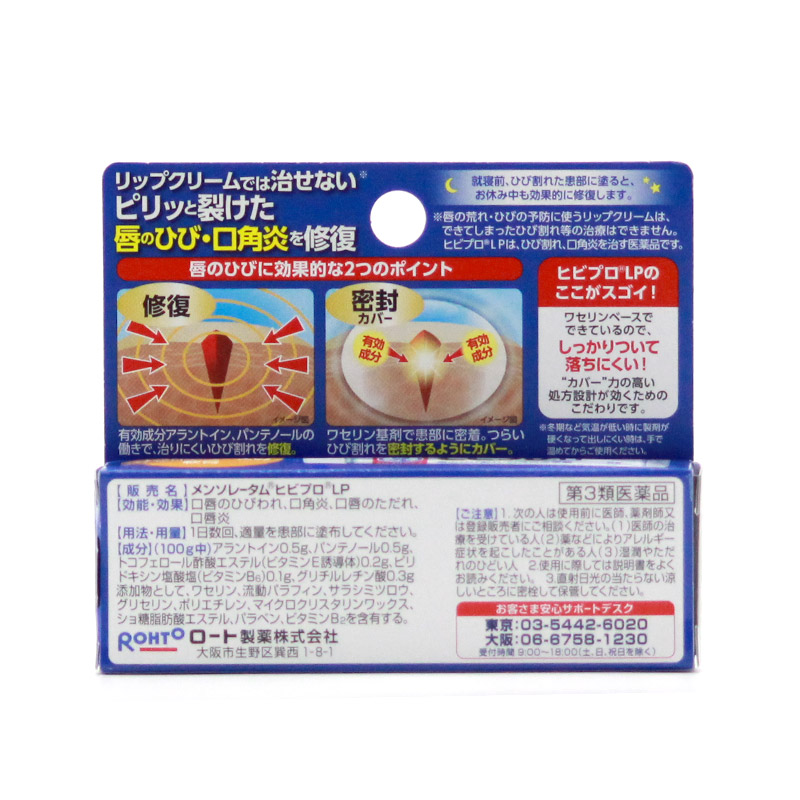 リップクリームでは治せない※
ピリッと裂けた
唇のひび・口角炎を修復
就寝前、ひび割れた患部に塗ると、
お休み中も効果的に修復します。
※唇の荒れ・ひびの予防に使うリップクリームは、
できてしまったひび割れ等の治療はできません。
ヒビプロ®LPは、ひび割れ、口角炎を治す医薬品です。
唇のひびに効果的な2つのポイント
修復
イメージ図
有効成分アラントイン、パンテノールの
働きで、治りにくいひび割れを修復。
密封
カバー
有効
成分
有効
成分
イメージ図
ワセリン基剤で患部に密着。つらい
ひび割れを密封するようにカバー。
ヒビプロ®LPの
ここがスゴイ!
ワセリンベースで
できているので、
しっかりついて
落ちにくい!
“カバー”力の高い
処方設計が効くための
こだわりです。
※冬期など気温が低い時に製剤が
硬くなって出しにくい時は、手で
温めてからご使用ください。
【販売名】メンソレータム®ヒビプロ®LP
【効能・効果】口唇のひびわれ、口角炎、口唇のただれ、
口唇炎
【用法・用量】1日数回、適量を患部に塗布してください。
【成分】(100g中)アラントイン0.5g、パンテノール0.5g、
トコフェロール酢酸エステル(ビタミンE誘導体)0.2g、ピリ
ドキシン塩酸塩(ビタミンB₆)0.1g、グリチルレチン酸0.3g
添加物として、ワセリン、流動パラフィン、サラシミツロウ、
グリセリン、ポリエチレン、マイクロクリスタリンワックス、
ショ糖脂肪酸エステル、パラベン、ビタミンB₂を含有する。
ROHTO ロート製薬株式会社
大阪市生野区巽西1-8-1
第3類医薬品
【ご注意】1.次の人は使用前に医師、薬剤師又
は登録販売者にご相談ください。(1)医師の治
療を受けている人(2)薬などによりアレルギー
症状を起こしたことがある人(3)湿潤やただ
れのひどい人 2.使用に際しては説明書をよく
お読みください。3.直射日光の当たらない涼
しいところに密栓して保管してください。
お客さま安心サポートデスク
東京:03-5442-6020
大阪:06-6758-1230
受付時間 9:00〜18:00(土、日、祝日を除く)